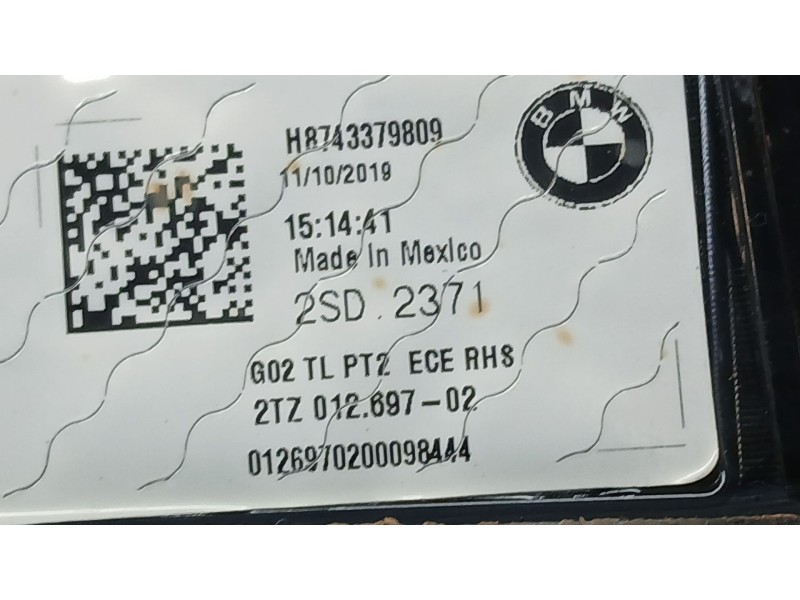 H8743379809
BMW
11/10/2019
15:14:41
Made In Mexico
2SD.2371
G02 TL PT2 ECE RHS
2TZ 012.697-02
0126970200098444